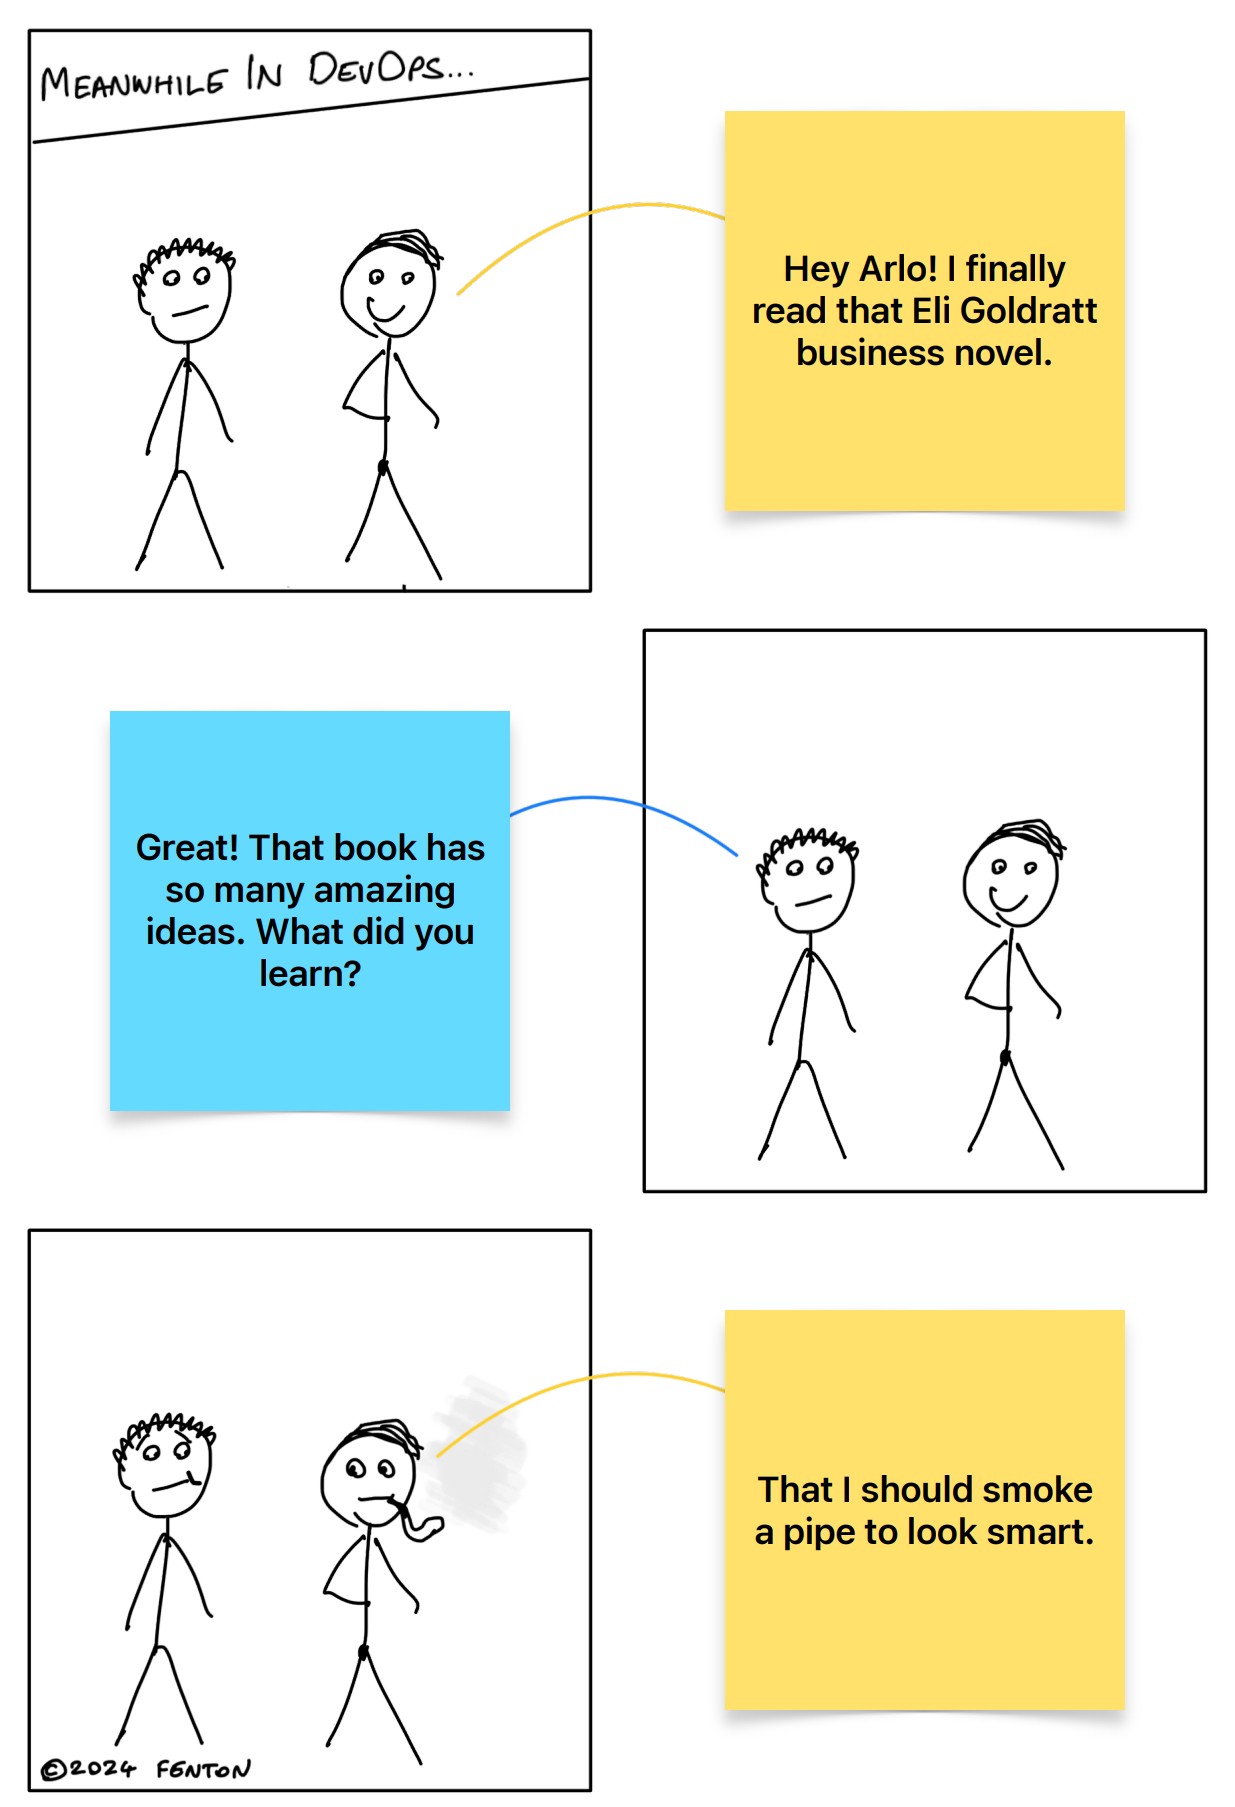 MEANWHILE IN DEVOPS...
Hey Arlo! I finally
read that Eli Goldratt
business novel.
Great! That book has
so many amazing
ideas. What did you
learn?
That I should smoke
a pipe to look smart.
©2024 FENTON